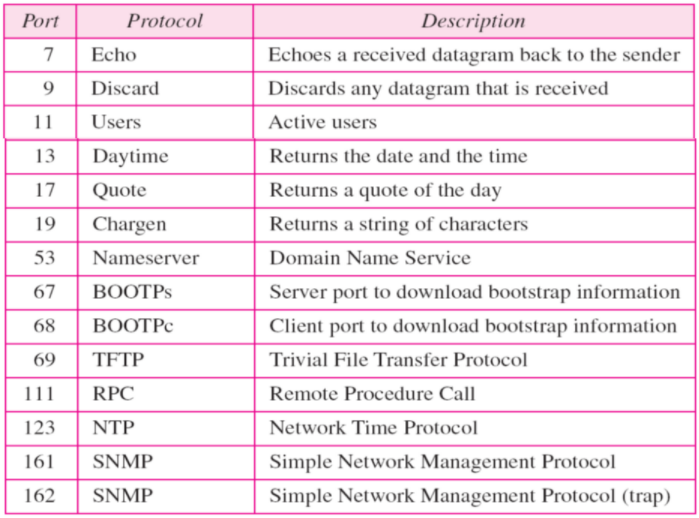 Port Protocol Description
7 Echo Echoes a received datagram back to the sender
9 Discard Discards any datagram that is received
11 Users Active users
13 Daytime Returns the date and the time
17 Quote Returns a quote of the day
19 Chargen Returns a string of characters
53 Nameserver Domain Name Service
67 BOOTPs Server port to download bootstrap information
68 BOOTPc Client port to download bootstrap information
69 TFTP Trivial File Transfer Protocol
111 RPC Remote Procedure Call
123 NTP Network Time Protocol
161 SNMP Simple Network Management Protocol
162 SNMP Simple Network Management Protocol (trap)